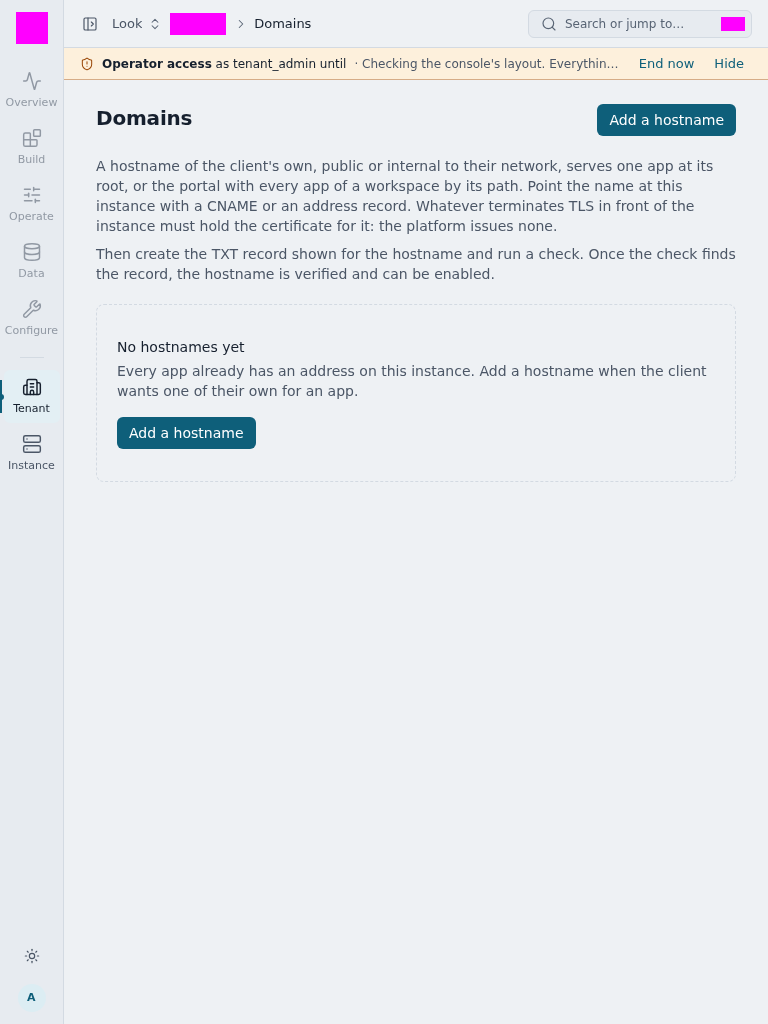 Look
Domains
Search or jump to…
Operator access as tenant_admin until · Checking the console's layout. Everythin… End now Hide
Overview
Build
Operate
Data
Configure
Tenant
Instance
A
Domains
Add a hostname
A hostname of the client's own, public or internal to their network, serves one app at its
root, or the portal with every app of a workspace by its path. Point the name at this
instance with a CNAME or an address record. Whatever terminates TLS in front of the
instance must hold the certificate for it: the platform issues none.
Then create the TXT record shown for the hostname and run a check. Once the check finds
the record, the hostname is verified and can be enabled.
No hostnames yet
Every app already has an address on this instance. Add a hostname when the client
wants one of their own for an app.
Add a hostname